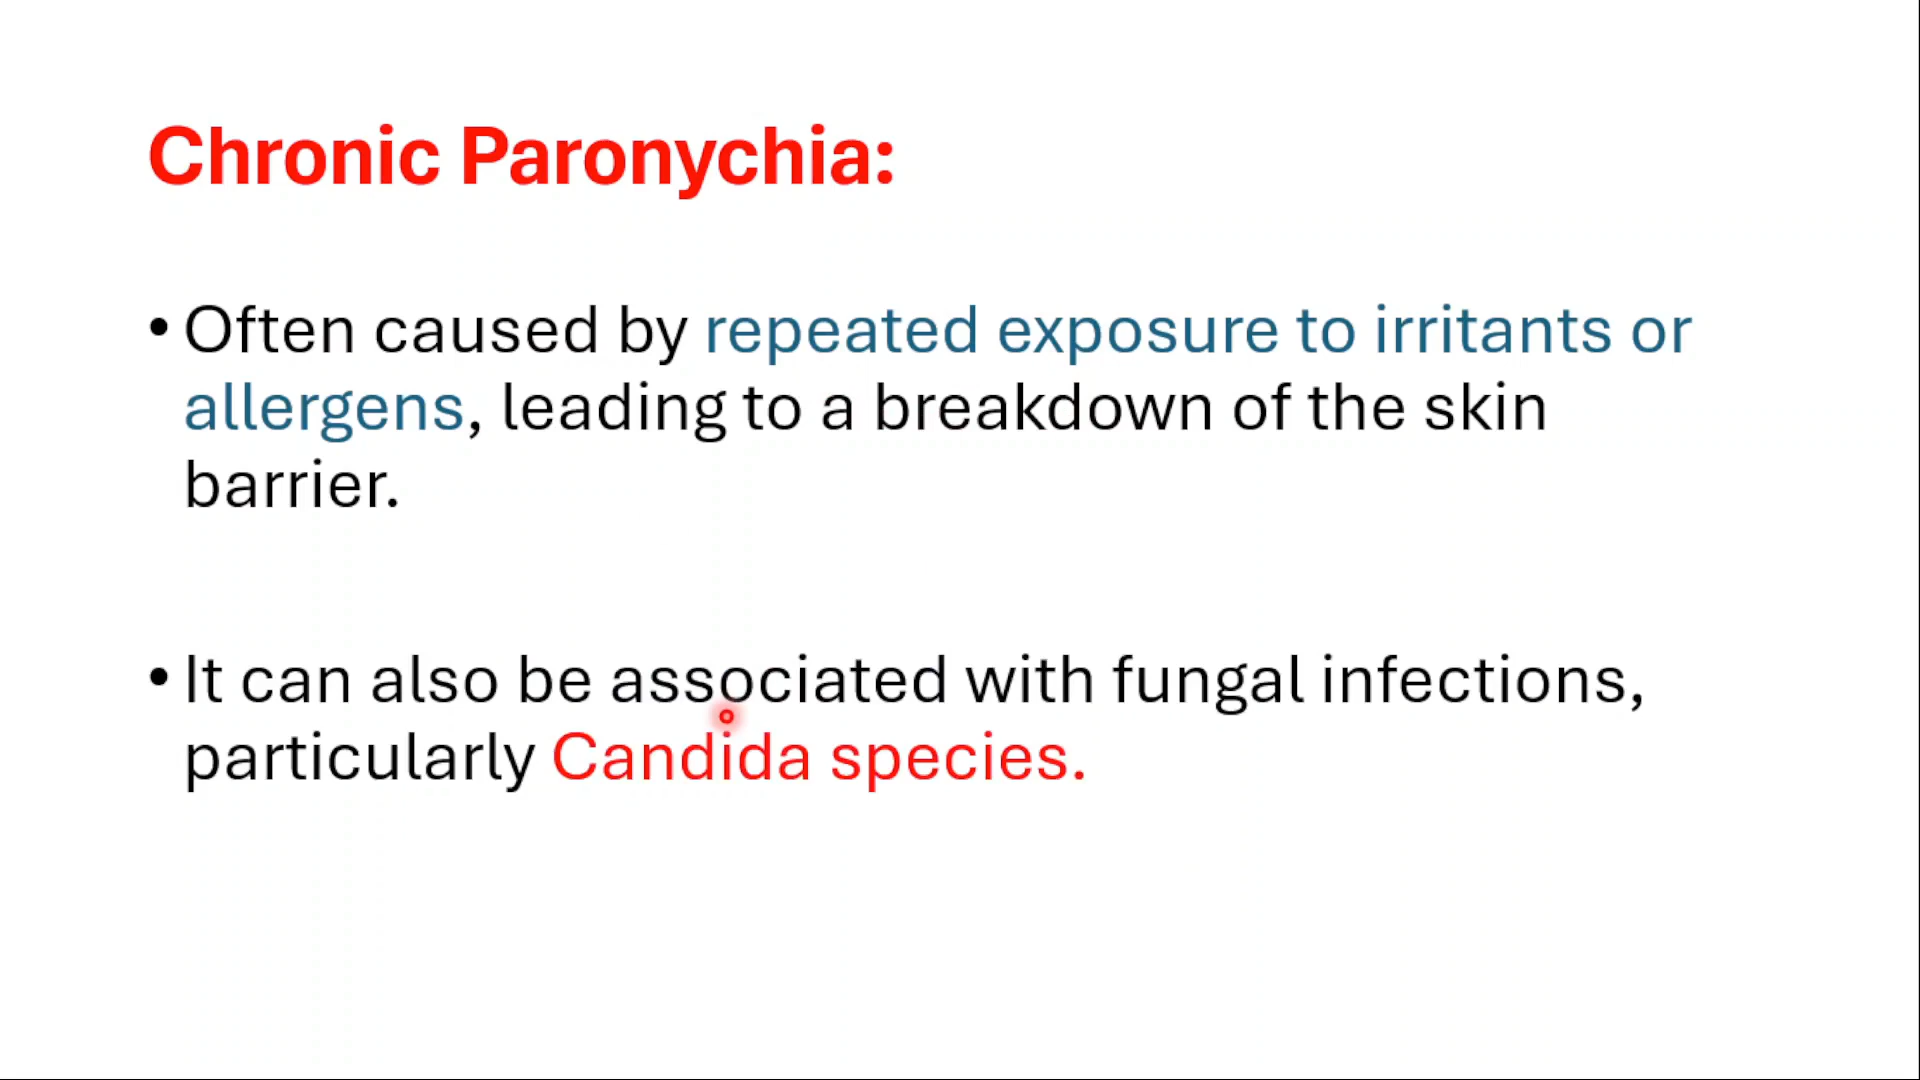 Chronic Paronychia:
• Often caused by repeated exposure to irritants or
allergens, leading to a breakdown of the skin
barrier.
• It can also be associated with fungal infections,
particularly Candida species.